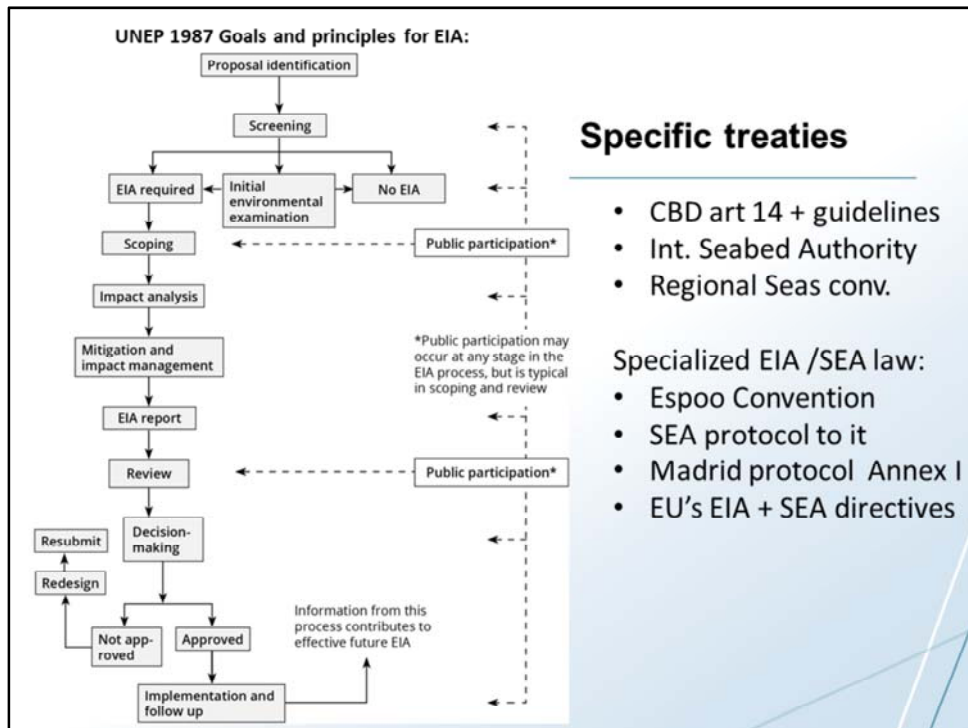 UNEP 1987 Goals and principles for EIA:
Proposal identification
Screening
EIA required
Initial
environmental
examination
No EIA
Scoping
Public participation*
Impact analysis
Mitigation and
impact management
*Public participation may
occur at any stage in the
EIA process, but is typical
in scoping and review
EIA report
Review
Public participation*
Decision-
making
Resubmit
Redesign
Not app-
roved
Approved
Information from this
process contributes to
effective future EIA
Implementation and
follow up
Specific treaties
• CBD art 14 + guidelines
• Int. Seabed Authority
• Regional Seas conv.
Specialized EIA /SEA law:
• Espoo Convention
• SEA protocol to it
• Madrid protocol Annex I
• EU's EIA + SEA directives